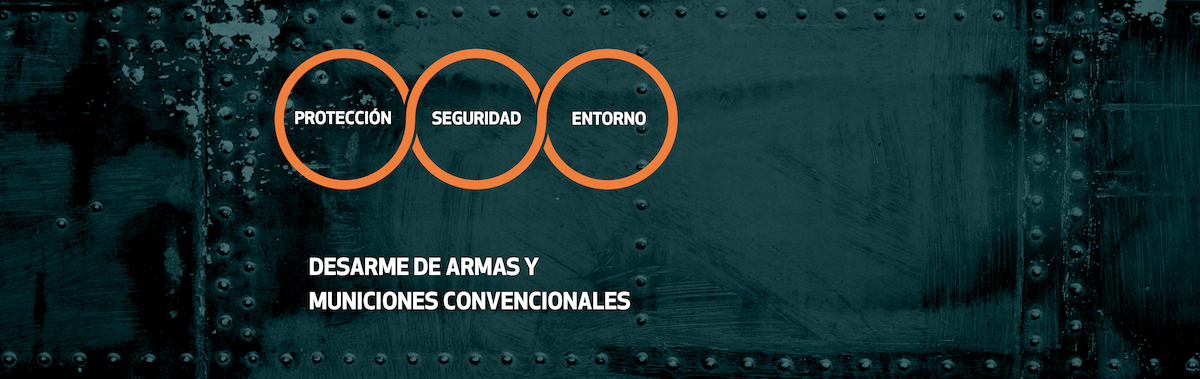 PROTECCIÓN
SEGURIDAD
ENTORNO
DESARME DE ARMAS Y
MUNICIONES CONVENCIONALES